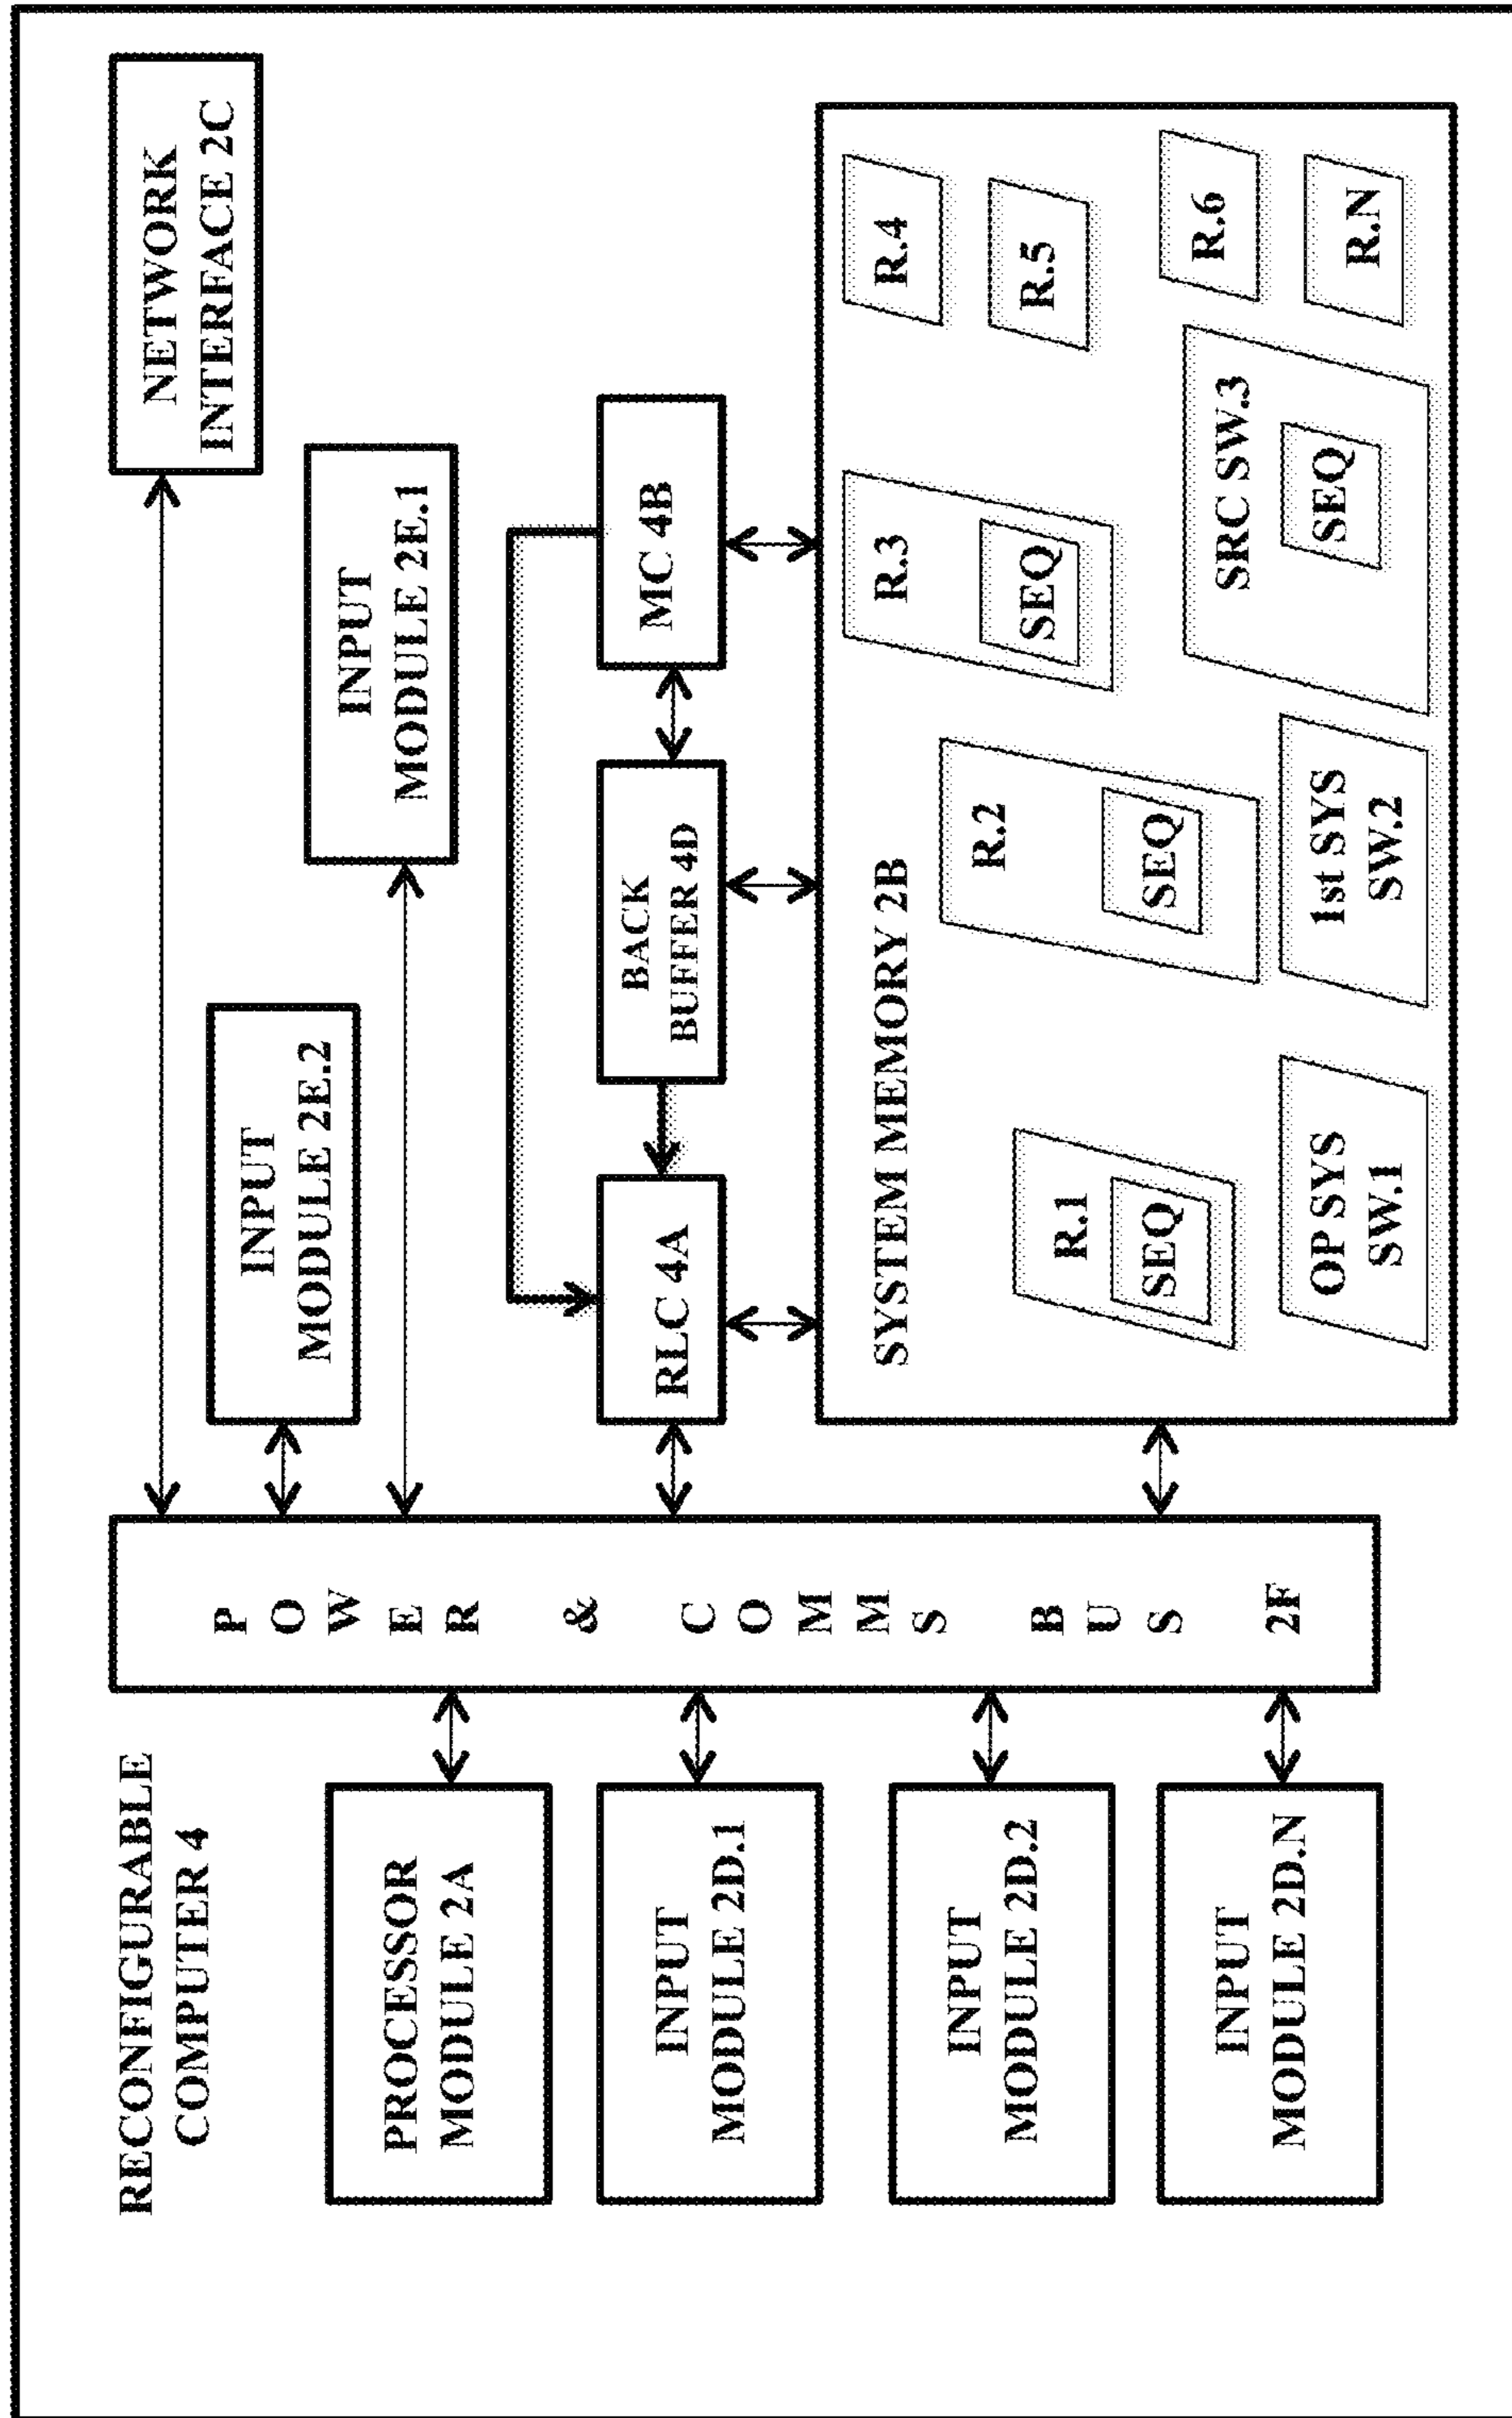 RECONFIGURABLE
COMPUTER 4
PROCESSOR
MODULE 2A
INPUT
MODULE 2D.1
INPUT
MODULE 2D.2
INPUT
MODULE 2D.N
POWER & COMMS BUS 2F
NETWORK
INTERFACE 2C
INPUT
MODULE 2E.2
INPUT
MODULE 2E.1
RLC 4A
BACK
BUFFER 4D
MC 4B
SYSTEM MEMORY 2B
R.1
SEQ
R.2
SEQ
R.3
SEQ
R.4
R.5
R.6
R.N
OP SYS
SW.1
1st SYS
SW.2
SRC SW.3
SEQ